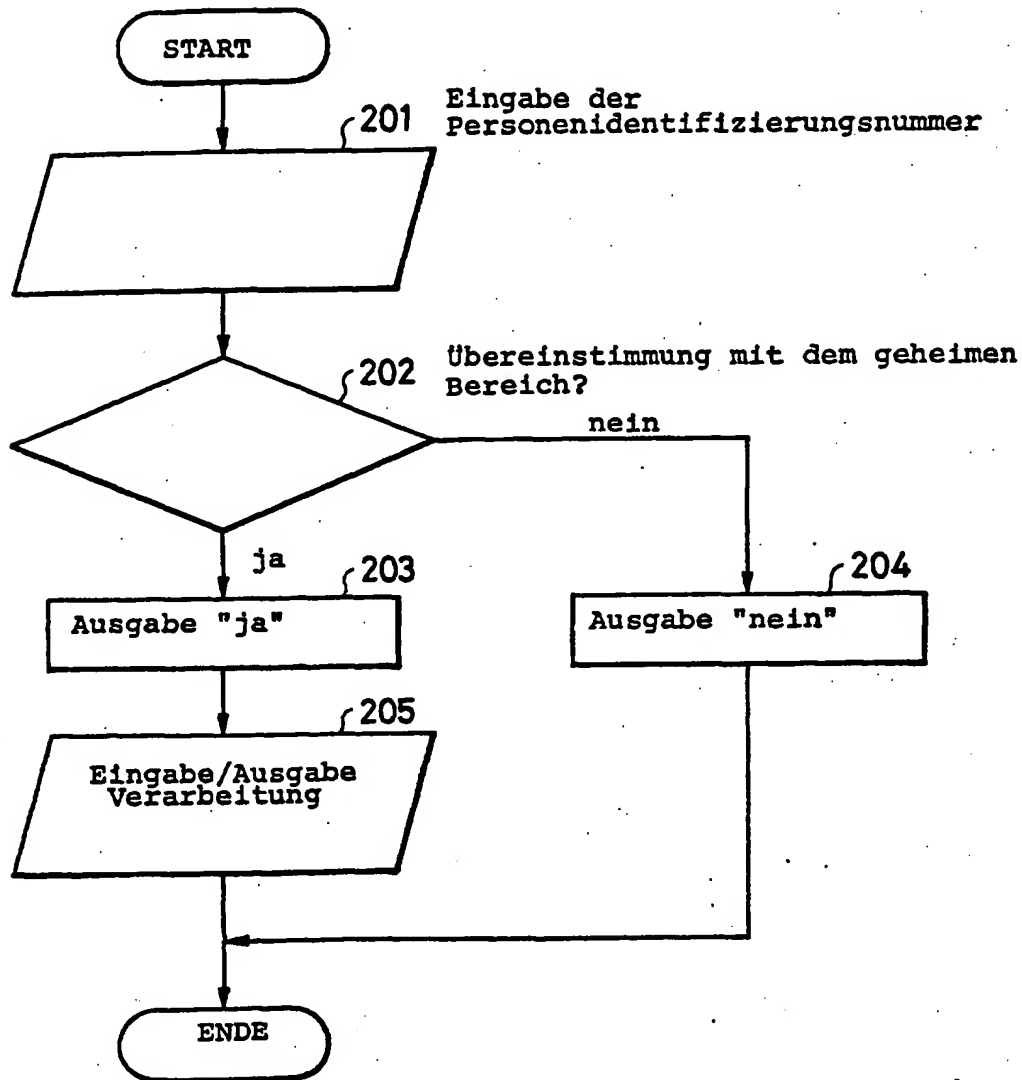 START
201
Eingabe der
Personenidentifizierungsnummer
202
Übereinstimmung mit dem geheimen
Bereich?
nein
ja
203
Ausgabe "ja"
204
Ausgabe "nein"
205
Eingabe/Ausgabe
Verarbeitung
ENDE